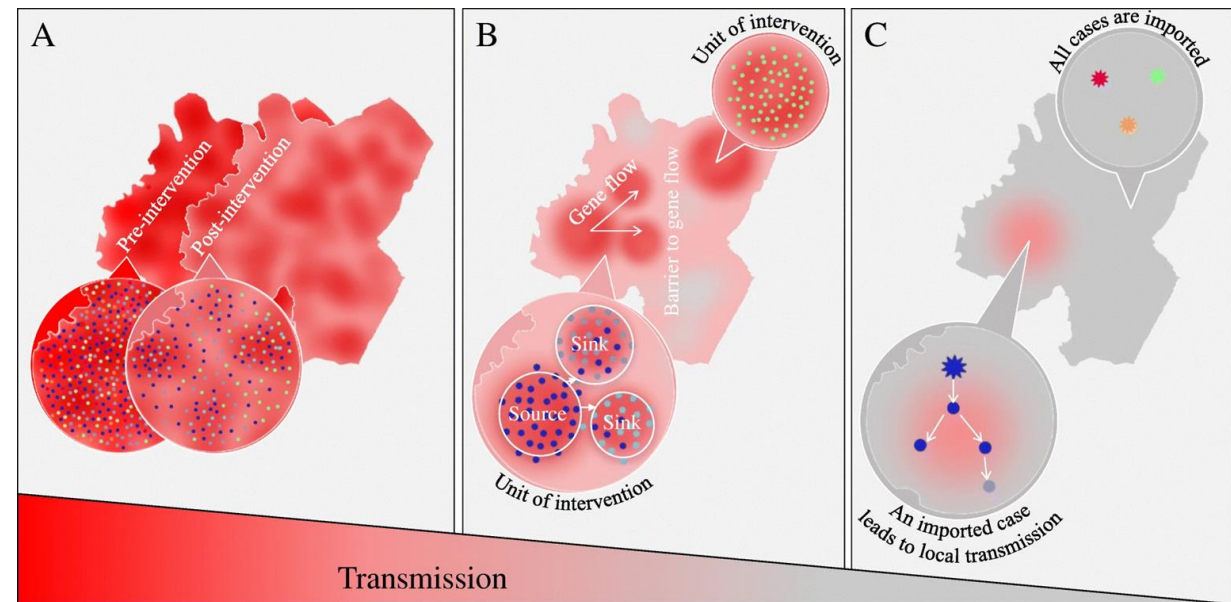 A
Pre-intervention
Post-intervention
B
Unit of intervention
Gene flow
Barrier to gene flow
Sink
Source
Sink
Unit of intervention
C
All cases are imported
An imported case
leads to local transmission
Transmission